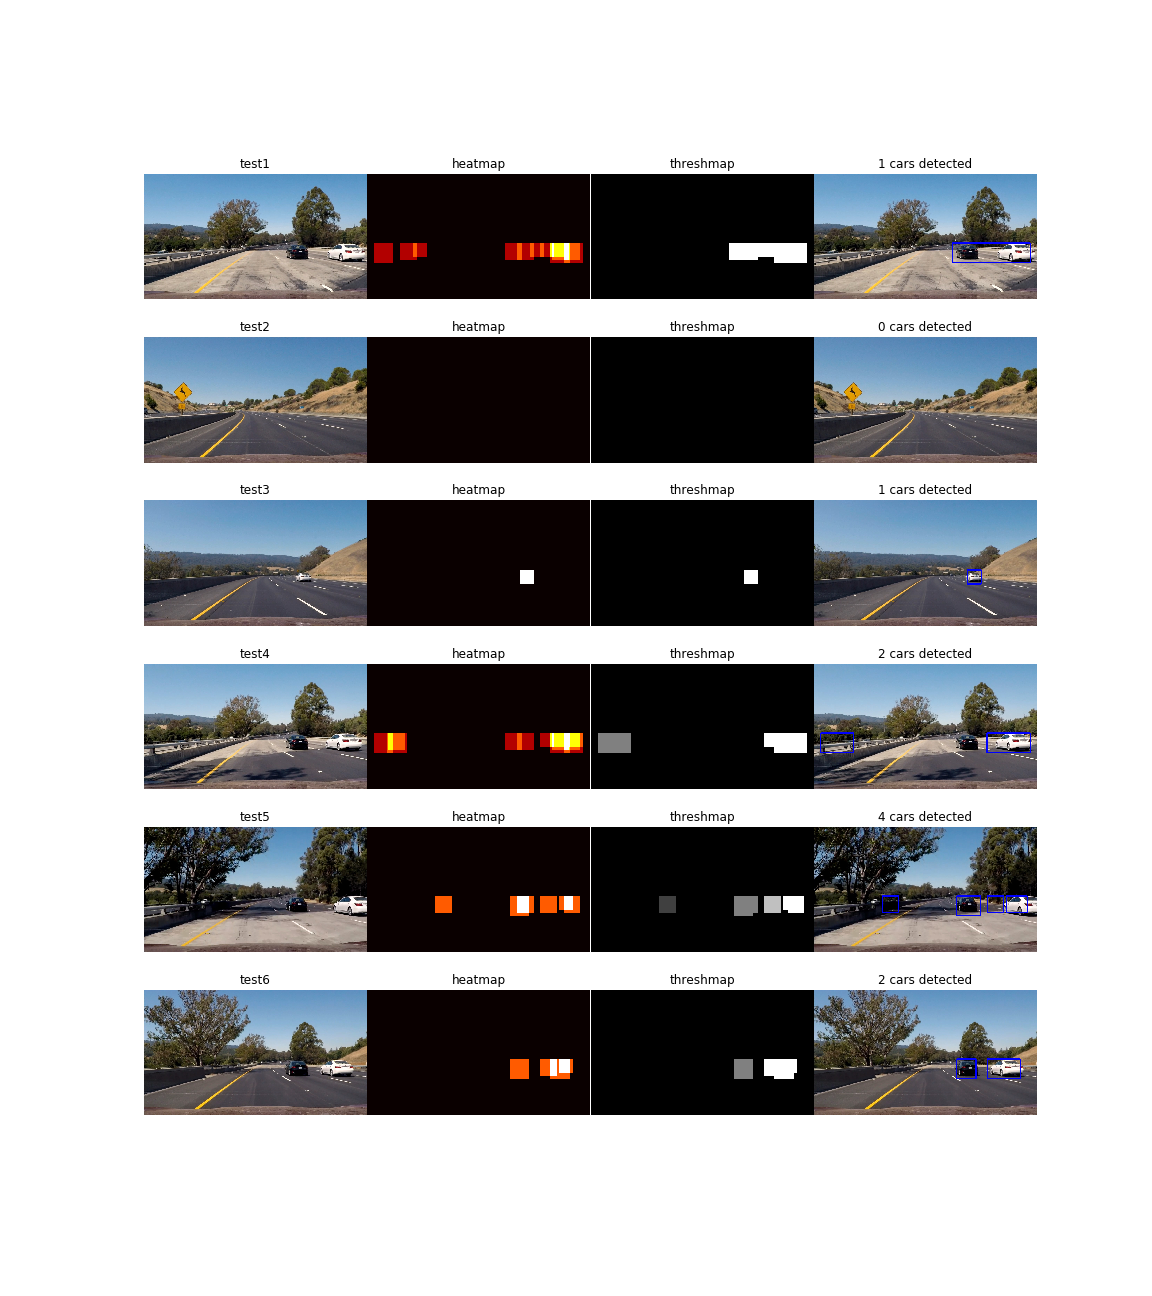 test1 heatmap threshmap 1 cars detected
test2 heatmap threshmap 0 cars detected
test3 heatmap threshmap 1 cars detected
test4 heatmap threshmap 2 cars detected
test5 heatmap threshmap 4 cars detected
test6 heatmap threshmap 2 cars detected